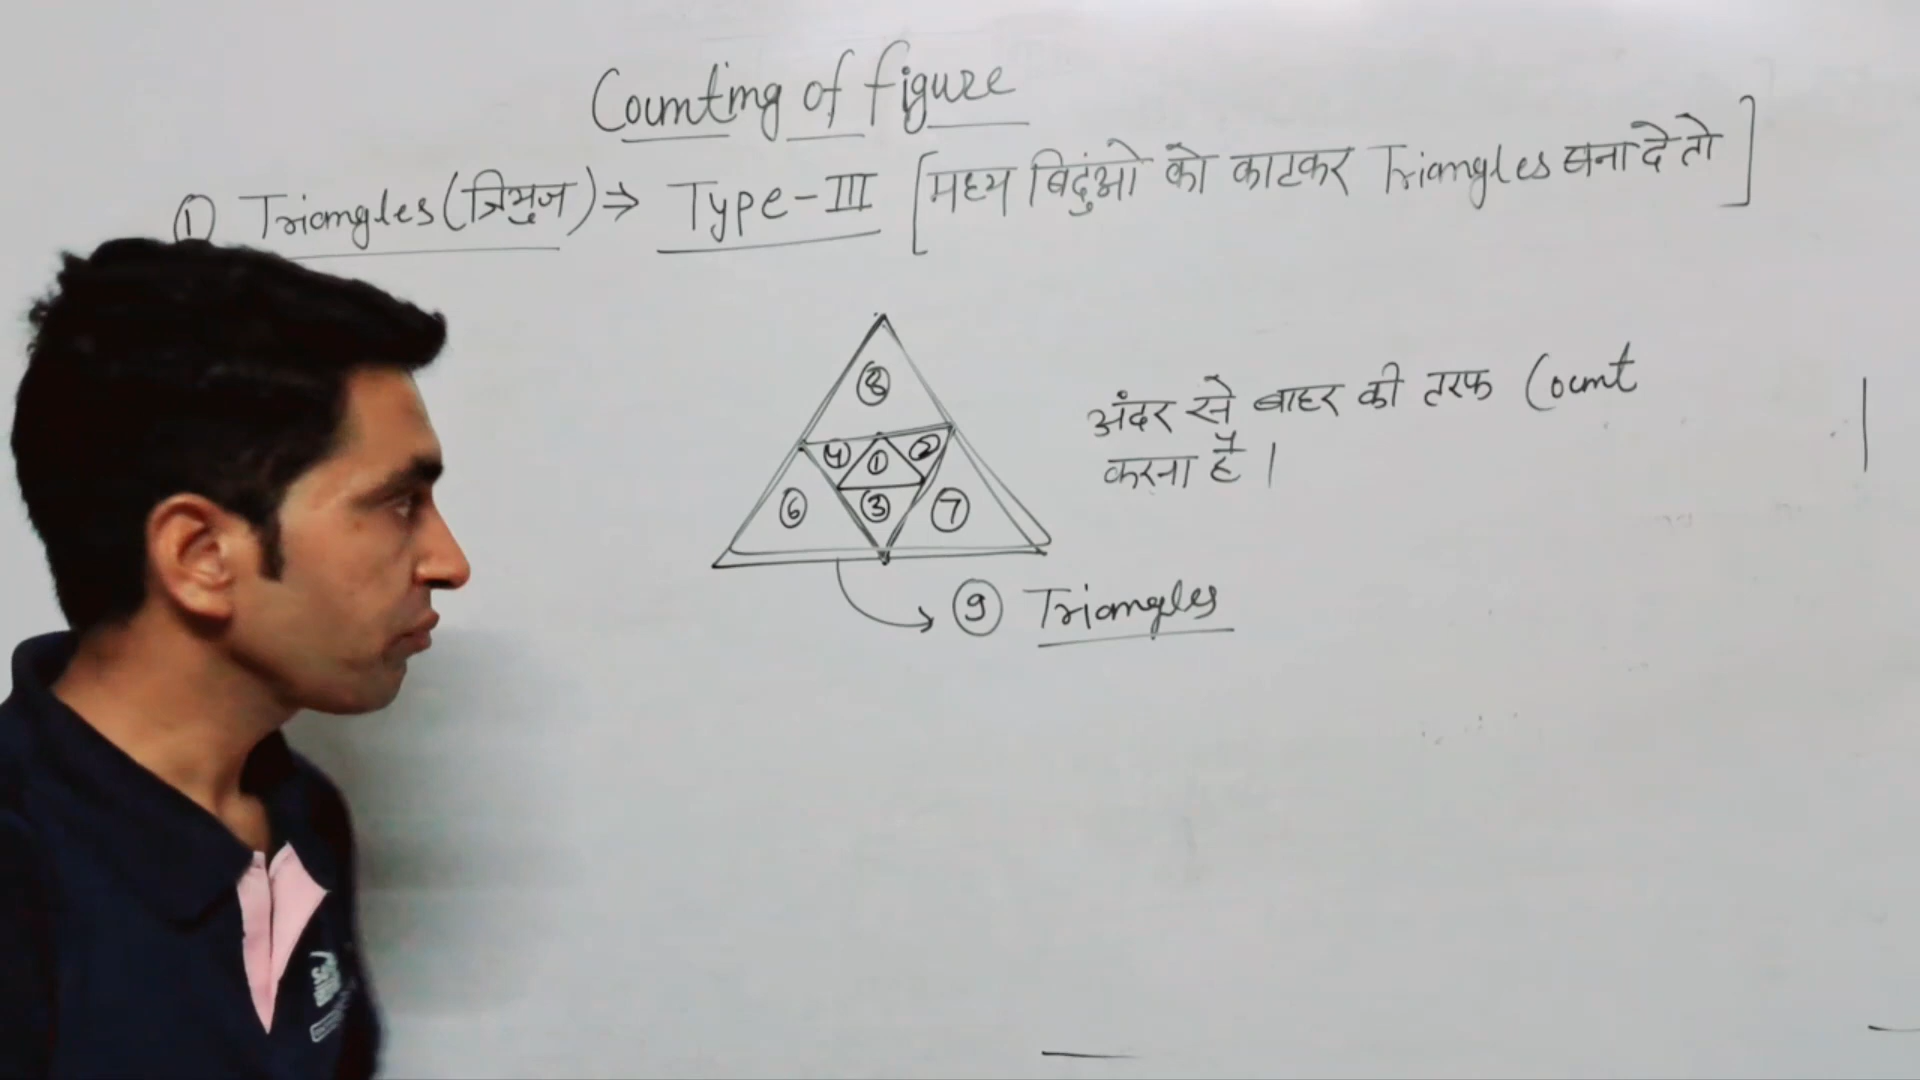 Counting of figure
① Triangles (त्रिभुज) ⇒ Type-III [मध्य बिदुंओ को काटकर Triangles बना दे तो]
8
4 1 2
6 3 7
अंदर से बाहर की तरफ Count
करना है।
9 Triangles